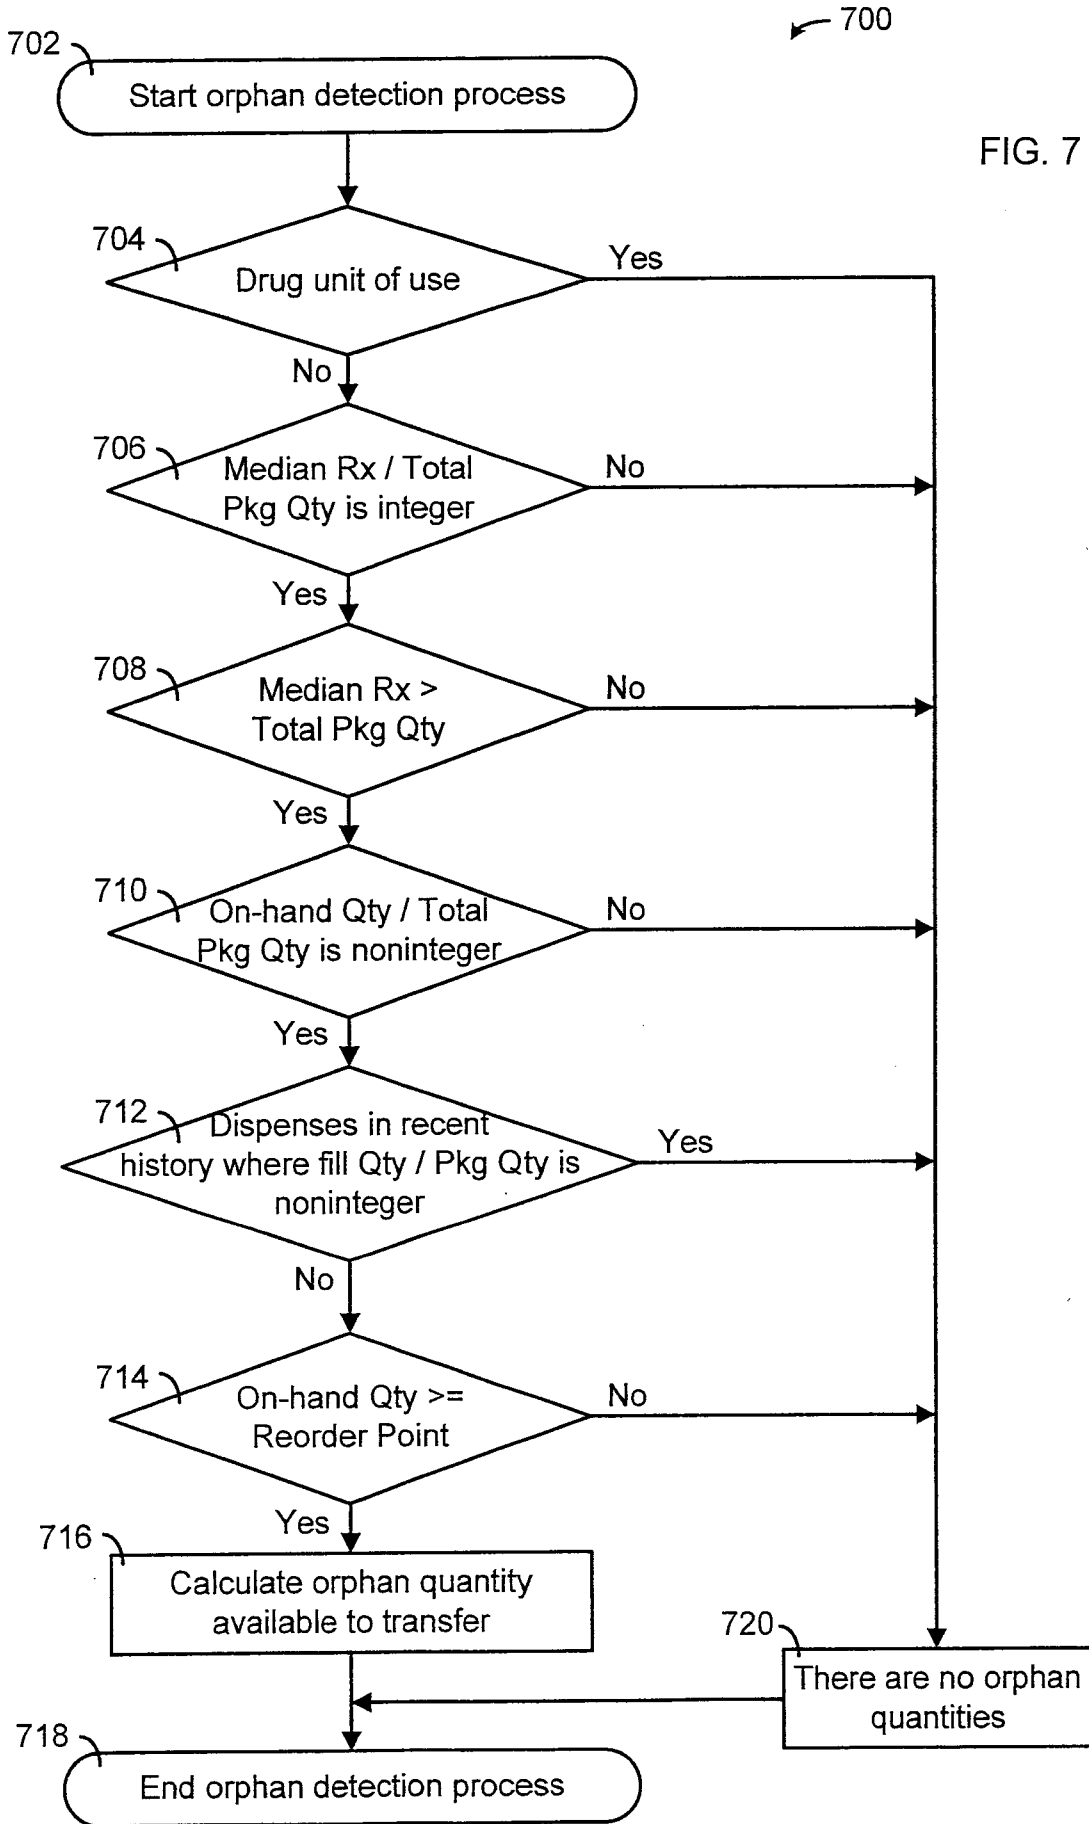 700
702
Start orphan detection process
FIG. 7
704
Drug unit of use
Yes
No
706
Median Rx / Total
Pkg Qty is integer
No
Yes
708
Median Rx >
Total Pkg Qty
No
Yes
710
On-hand Qty / Total
Pkg Qty is noninteger
No
Yes
712
Dispenses in recent
history where fill Qty / Pkg Qty is
noninteger
Yes
No
714
On-hand Qty >=
Reorder Point
No
Yes
716
Calculate orphan quantity
available to transfer
720
There are no orphan
quantities
718
End orphan detection process